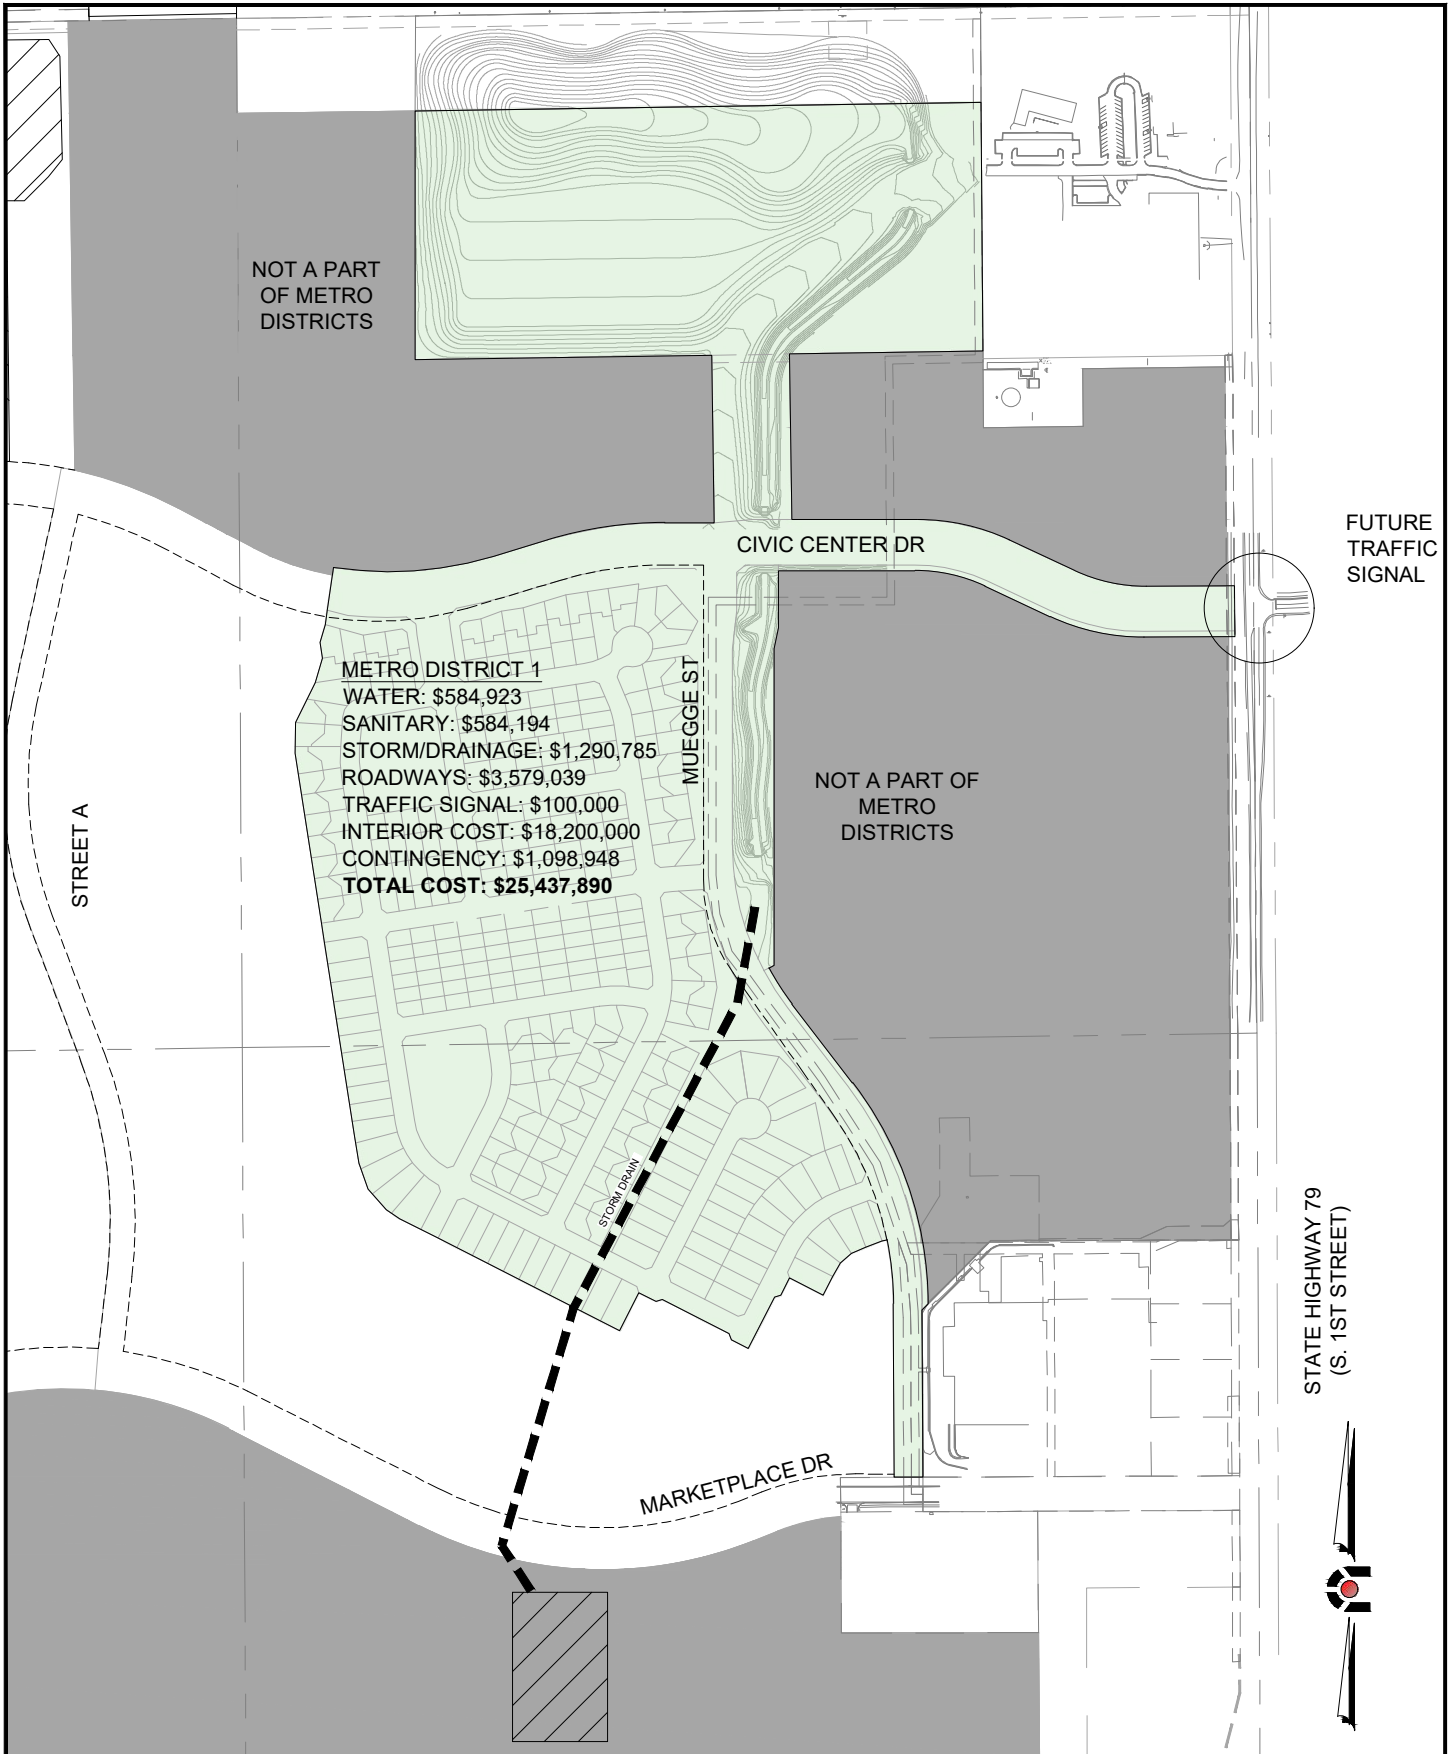 NOT A PART
OF METRO
DISTRICTS
FUTURE
TRAFFIC
SIGNAL
CIVIC CENTER DR
METRO DISTRICT 1
WATER: $584,923
SANITARY: $584,194
STORM/DRAINAGE: $1,290,785
ROADWAYS: $3,579,039
TRAFFIC SIGNAL: $100,000
INTERIOR COST: $18,200,000
CONTINGENCY: $1,098,948
TOTAL COST: $25,437,890
MUEGGE ST
NOT A PART OF
METRO
DISTRICTS
STREET A
STORM DRAIN
STATE HIGHWAY 79
(S. 1ST STREET)
MARKETPLACE DR